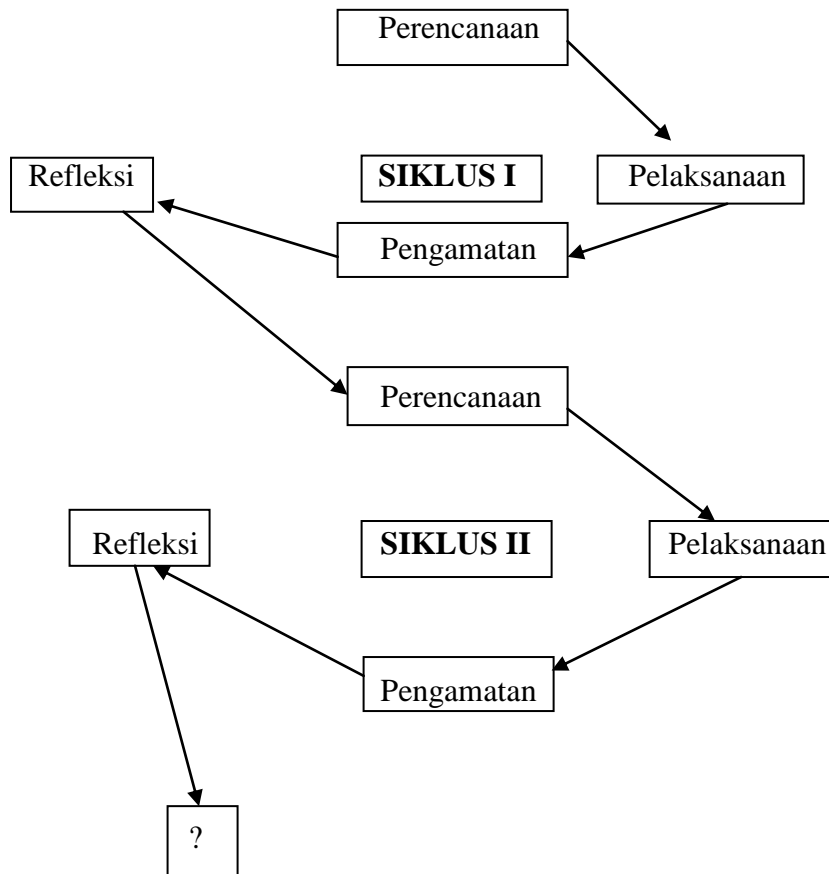 Perencanaan
Refleksi
SIKLUS I
Pelaksanaan
Pengamatan
Perencanaan
Refleksi
SIKLUS II
Pelaksanaan
Pengamatan
?